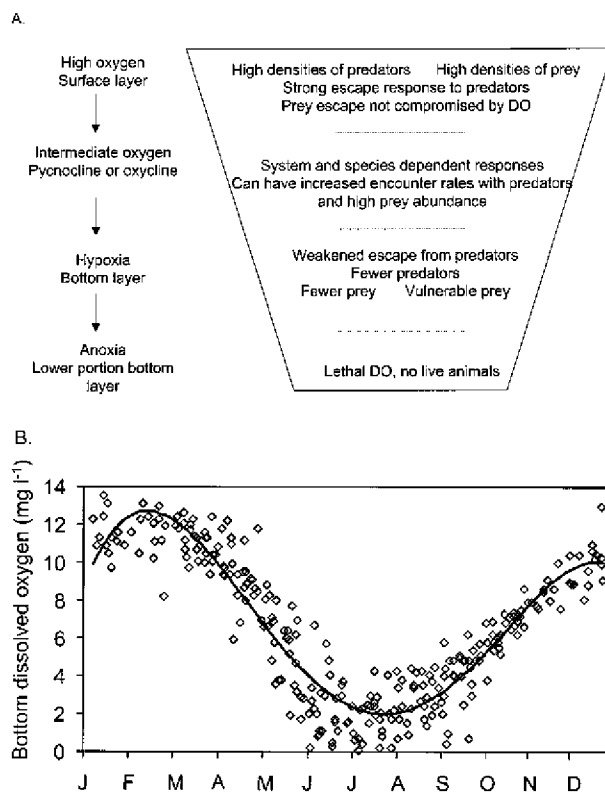 A.
High oxygen
Surface layer
High densities of predators High densities of prey
Strong escape response to predators
Prey escape not compromised by DO
Intermediate oxygen
Pycnocline or oxycline
System and species dependent responses
Can have increased encounter rates with predators
and high prey abundance
Hypoxia
Bottom layer
Weakened escape from predators
Fewer predators
Fewer prey Vulnerable prey
Anoxia
Lower portion bottom
layer
Lethal DO, no live animals
B.
Bottom dissolved oxygen (mg l⁻¹)
14
12
10
8
6
4
2
0
J F M A M J J A S O N D